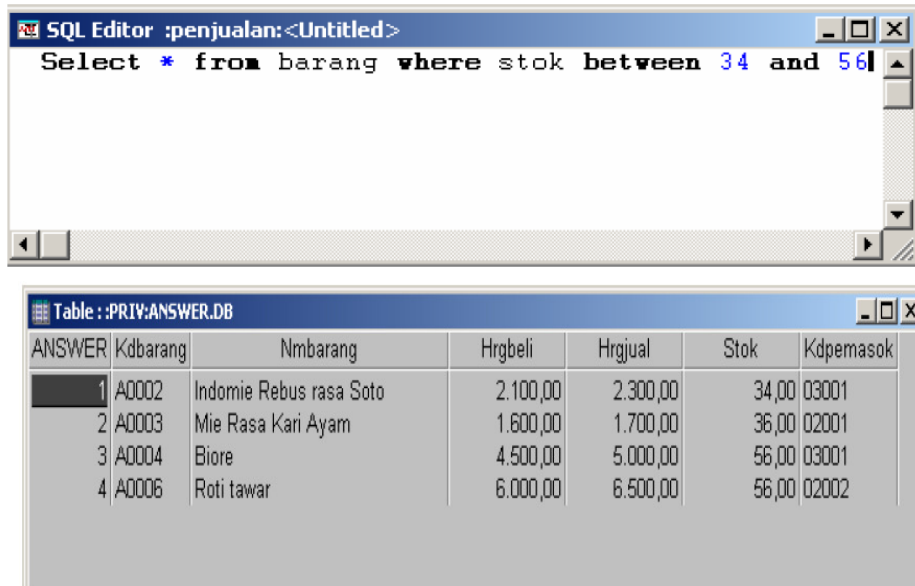 SQL Editor :penjualan:<Untitled>
Select * from barang where stok between 34 and 56
Table : :PRIV:ANSWER.DB
ANSWER Kdbarang Nmbarang Hrgbeli Hrgjual Stok Kdpemasok
1 A0002 Indomie Rebus rasa Soto 2.100,00 2.300,00 34,00 03001
2 A0003 Mie Rasa Kari Ayam 1.600,00 1.700,00 36,00 02001
3 A0004 Biore 4.500,00 5.000,00 56,00 03001
4 A0006 Roti tawar 6.000,00 6.500,00 56,00 02002